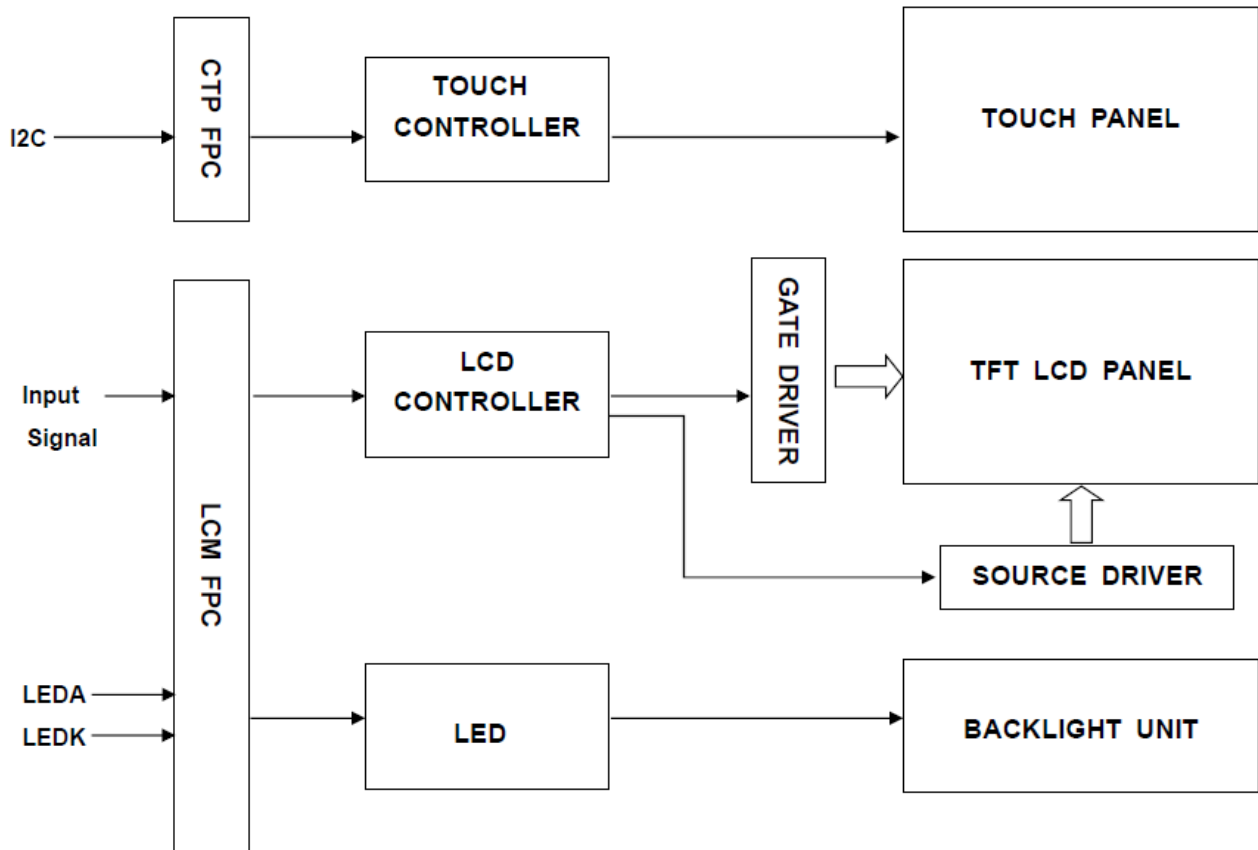 CTP FPC
TOUCH
CONTROLLER
TOUCH PANEL
I2C
GATE DRIVER
LCD
CONTROLLER
TFT LCD PANEL
Input
Signal
LCM FPC
SOURCE DRIVER
LEDA
LEDK
LED
BACKLIGHT UNIT